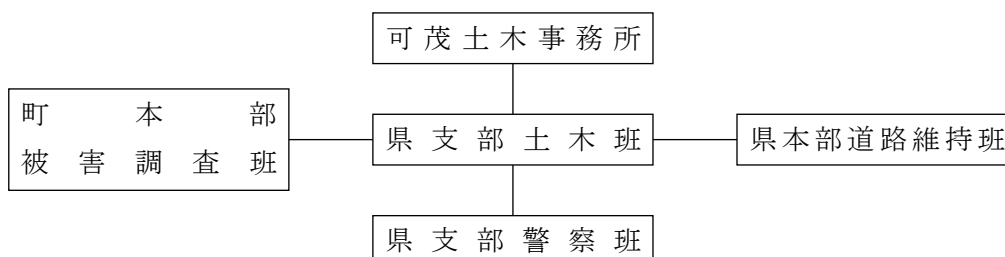 可茂土木事務所
町本部
被害調査班
県支部土木班
県本部道路維持班
県支部警察班